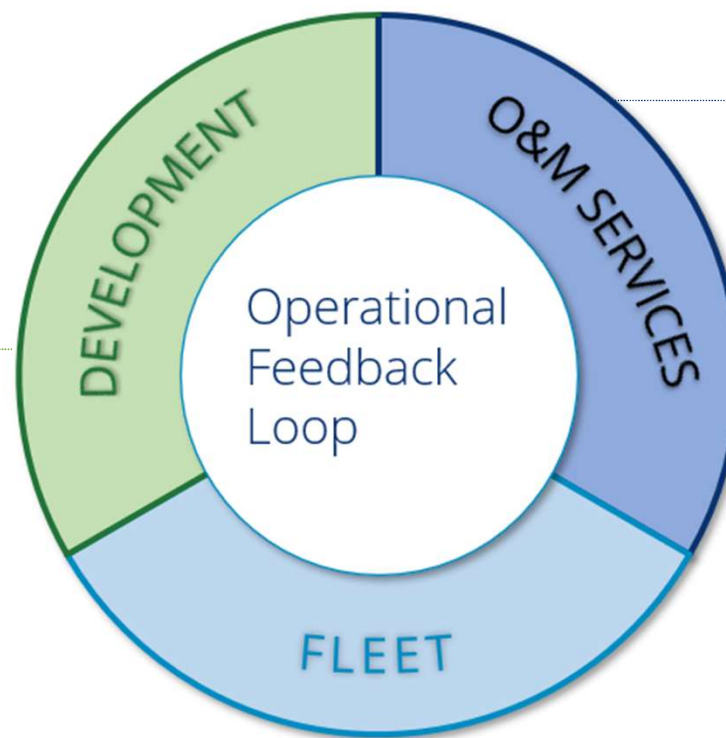 DEVELOPMENT
O&M SERVICES
Operational
Feedback
Loop
FLEET